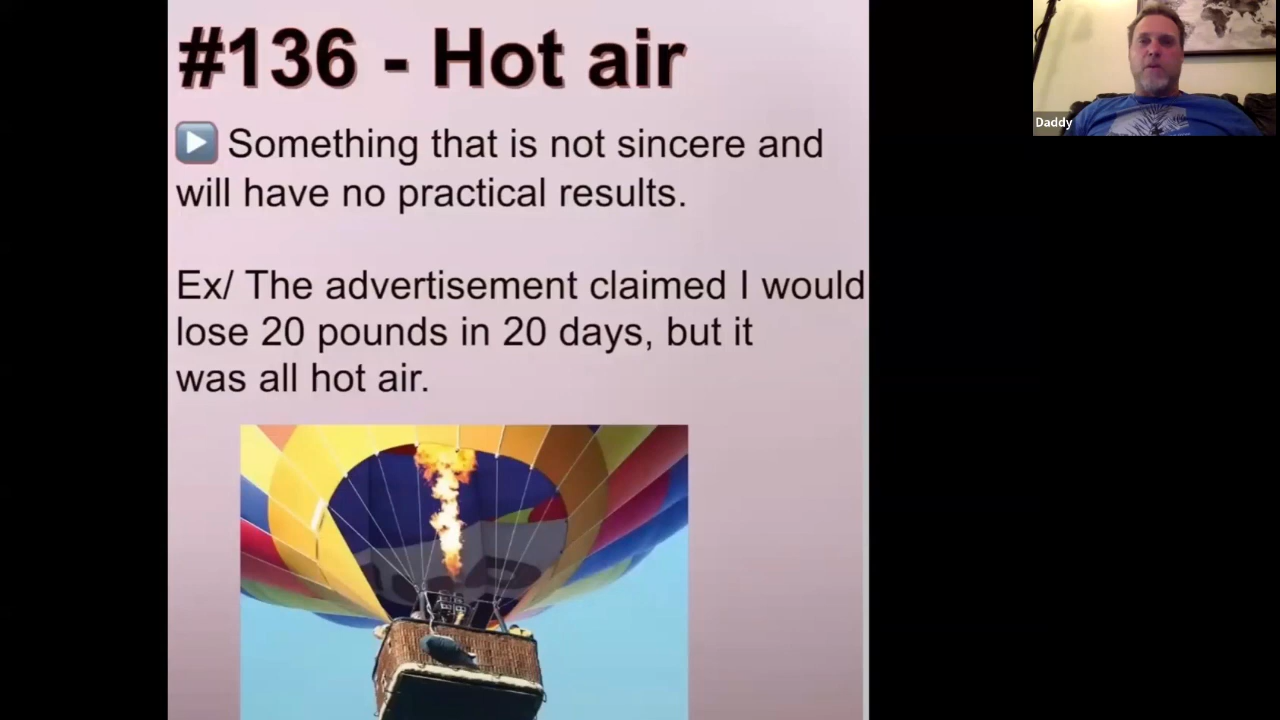 #136 - Hot air
Something that is not sincere and
will have no practical results.
Ex/ The advertisement claimed I would
lose 20 pounds in 20 days, but it
was all hot air.
Daddy